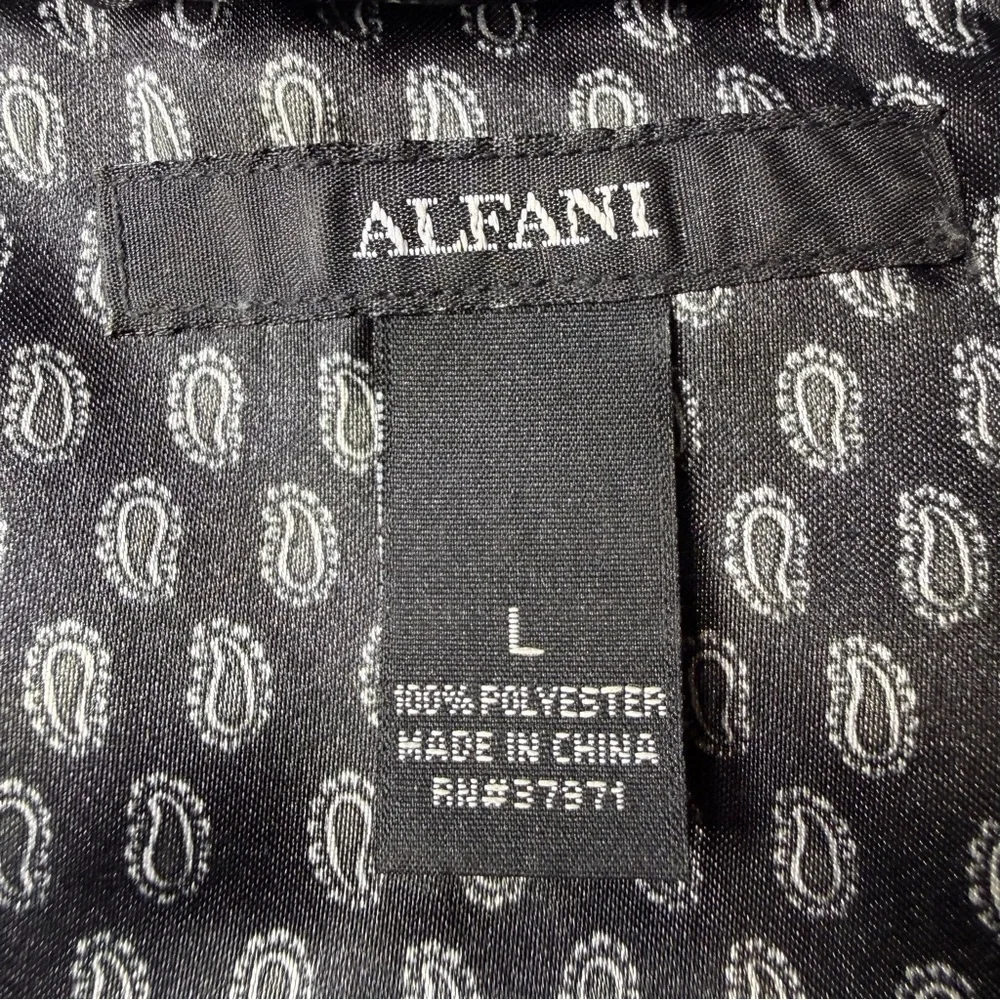 ALFANI
L
100% POLYESTER
MADE IN CHINA
RN#37971